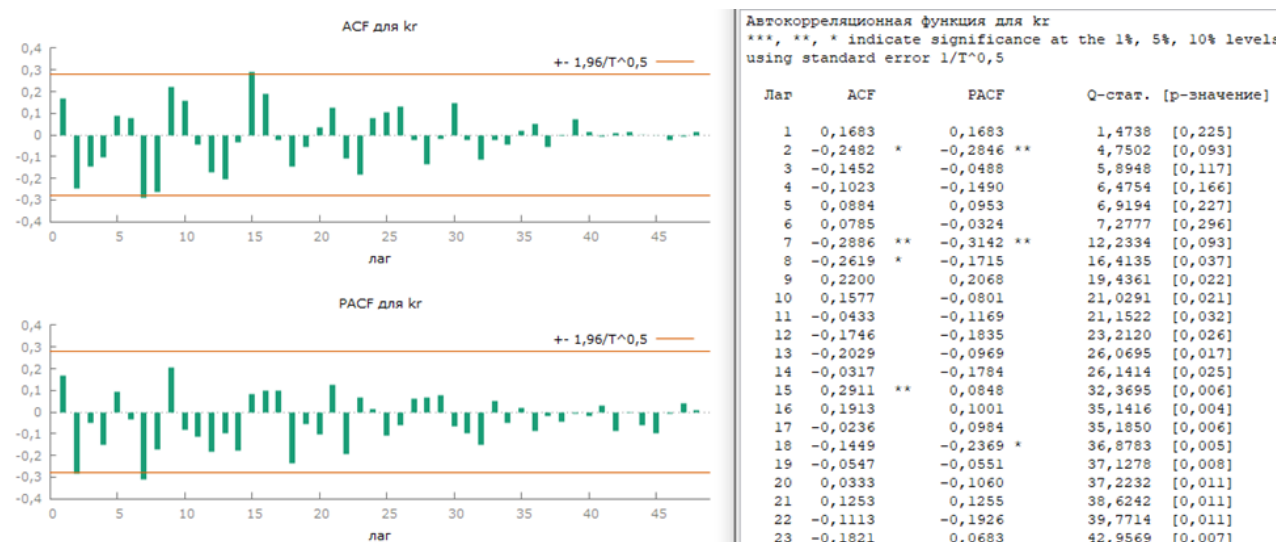 ACF для kr
+- 1,96/T^0,5
0,4
0,3
0,2
0,1
0
-0,1
-0,2
-0,3
-0,4
0 5 10 15 20 25 30 35 40 45
лаг
PACF для kr
+- 1,96/T^0,5
0,4
0,3
0,2
0,1
0
-0,1
-0,2
-0,3
-0,4
0 5 10 15 20 25 30 35 40 45
лаг
Автокорреляционная функция для kr
***, **, * indicate significance at the 1%, 5%, 10% levels
using standard error 1/T^0,5
Лаг ACF PACF Q-стат. [p-значение]
1 0,1683 0,1683 1,4738 [0,225]
2 -0,2482 * -0,2846 ** 4,7502 [0,093]
3 -0,1452 -0,0488 5,8948 [0,117]
4 -0,1023 -0,1490 6,4754 [0,166]
5 0,0884 0,0953 6,9194 [0,227]
6 0,0785 -0,0324 7,2777 [0,296]
7 -0,2886 ** -0,3142 ** 12,2334 [0,093]
8 -0,2619 * -0,1715 16,4135 [0,037]
9 0,2200 0,2068 19,4361 [0,022]
10 0,1577 -0,0801 21,0291 [0,021]
11 -0,0433 -0,1169 21,1522 [0,032]
12 -0,1746 -0,1835 23,2120 [0,026]
13 -0,2029 -0,0969 26,0695 [0,017]
14 -0,0317 -0,1784 26,1414 [0,025]
15 0,2911 ** 0,0848 32,3695 [0,006]
16 0,1913 0,1001 35,1416 [0,004]
17 -0,0236 0,0984 35,1850 [0,006]
18 -0,1449 -0,2369 * 36,8783 [0,005]
19 -0,0547 -0,0551 37,1278 [0,008]
20 0,0333 -0,1060 37,2232 [0,011]
21 0,1253 0,1255 38,6242 [0,011]
22 -0,1113 -0,1926 39,7714 [0,011]
23 -0,1821 0,0683 42,9569 [0,007]